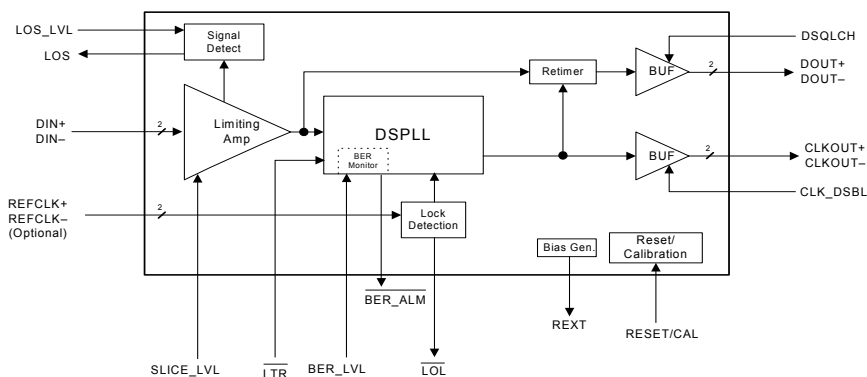 LOS_LVL
LOS
Signal
Detect
DSQLCH
DOUT+
DOUT–
Retimer
BUF
2
DIN+
DIN–
2
Limiting
Amp
DSPLL
BER
Monitor
BUF
2
CLKOUT+
CLKOUT–
CLK_DSBL
REFCLK+
REFCLK–
(Optional)
2
Lock
Detection
Bias Gen.
Reset/
Calibration
BER_ALM
REXT
RESET/CAL
SLICE_LVL
LTR
BER_LVL
LOL